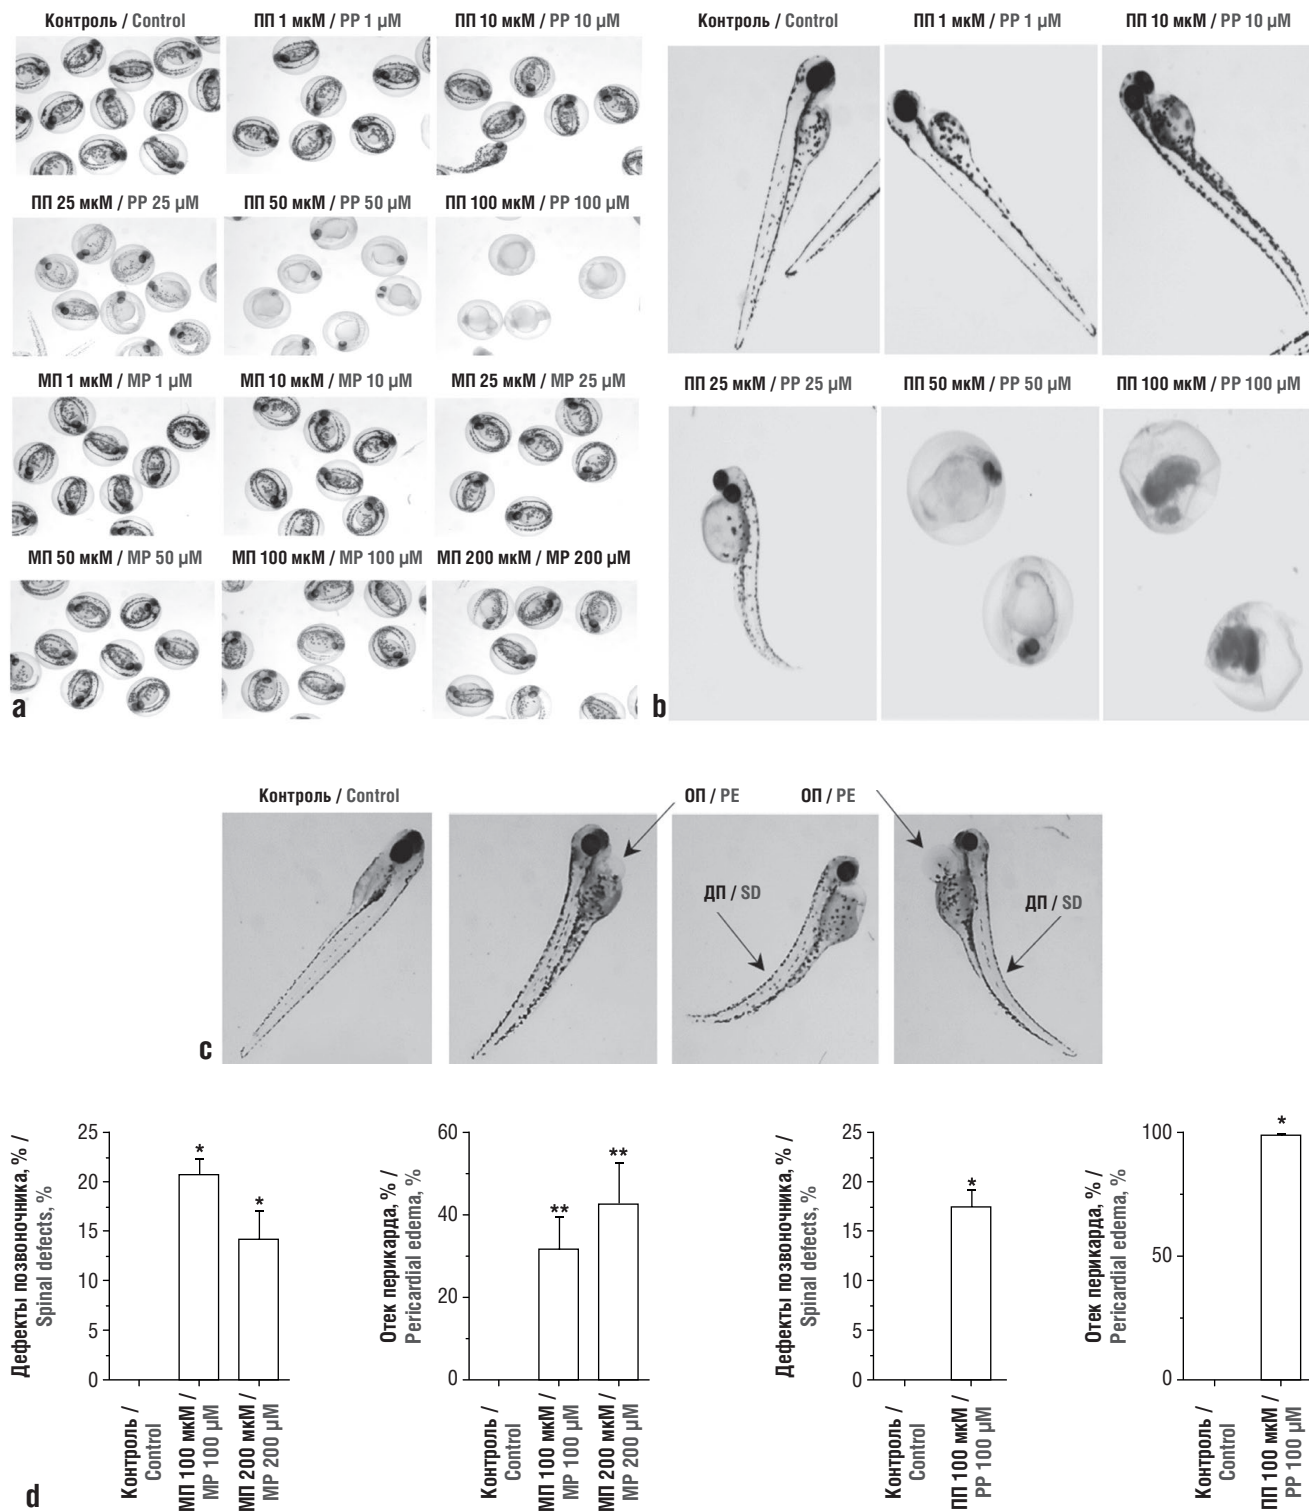 Контроль / Control
ПП 1 мкМ / PP 1 µM
ПП 10 мкМ / PP 10 µM
ПП 25 мкМ / PP 25 µM
ПП 50 мкМ / PP 50 µM
ПП 100 мкМ / PP 100 µM
МП 1 мкМ / MP 1 µM
МП 10 мкМ / MP 10 µM
МП 25 мкМ / MP 25 µM
МП 50 мкМ / MP 50 µM
МП 100 мкМ / MP 100 µM
МП 200 мкМ / MP 200 µM
a
Контроль / Control
ПП 1 мкМ / PP 1 µM
ПП 10 мкМ / PP 10 µM
ПП 25 мкМ / PP 25 µM
ПП 50 мкМ / PP 50 µM
ПП 100 мкМ / PP 100 µM
b
Контроль / Control
ОП / PE
ОП / PE
ДП / SD
ДП / SD
c
Дефекты позвоночника, % /
Spinal defects, %
25
20
15
10
5
0
*
*
Контроль /
Control
МП 100 мкМ /
MP 100 µM
МП 200 мкМ /
MP 200 µM
Отек перикарда, % /
Pericardial edema, %
60
40
20
0
**
**
Контроль /
Control
МП 100 мкМ /
MP 100 µM
МП 200 мкМ /
MP 200 µM
Дефекты позвоночника, % /
Spinal defects, %
25
20
15
10
5
0
*
Контроль /
Control
ПП 100 мкМ /
PP 100 µM
Отек перикарда, % /
Pericardial edema, %
100
50
0
*
Контроль /
Control
ПП 100 мкМ /
PP 100 µM
d